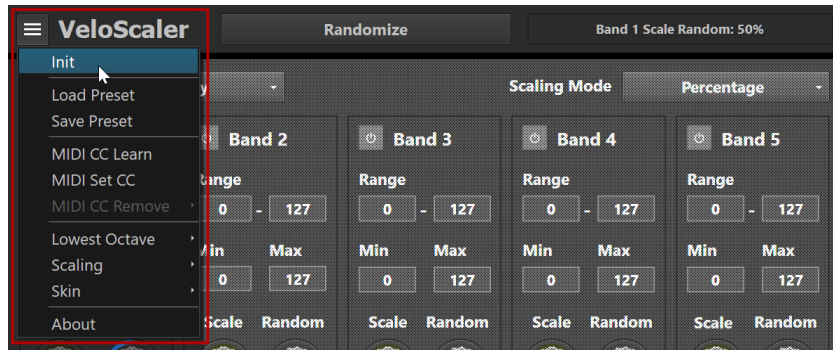 VeloScaler Randomize Band 1 Scale Random: 50%
Init
Load Preset
Save Preset
MIDI CC Learn
MIDI Set CC
MIDI CC Remove
Lowest Octave
Scaling
Skin
About
y Scaling Mode Percentage
Band 2 Band 3 Band 4 Band 5
Range Range Range Range
0 - 127 0 - 127 0 - 127 0 - 127
Min Max Min Max Min Max Min Max
0 127 0 127 0 127 0 127
Scale Random Scale Random Scale Random Scale Random